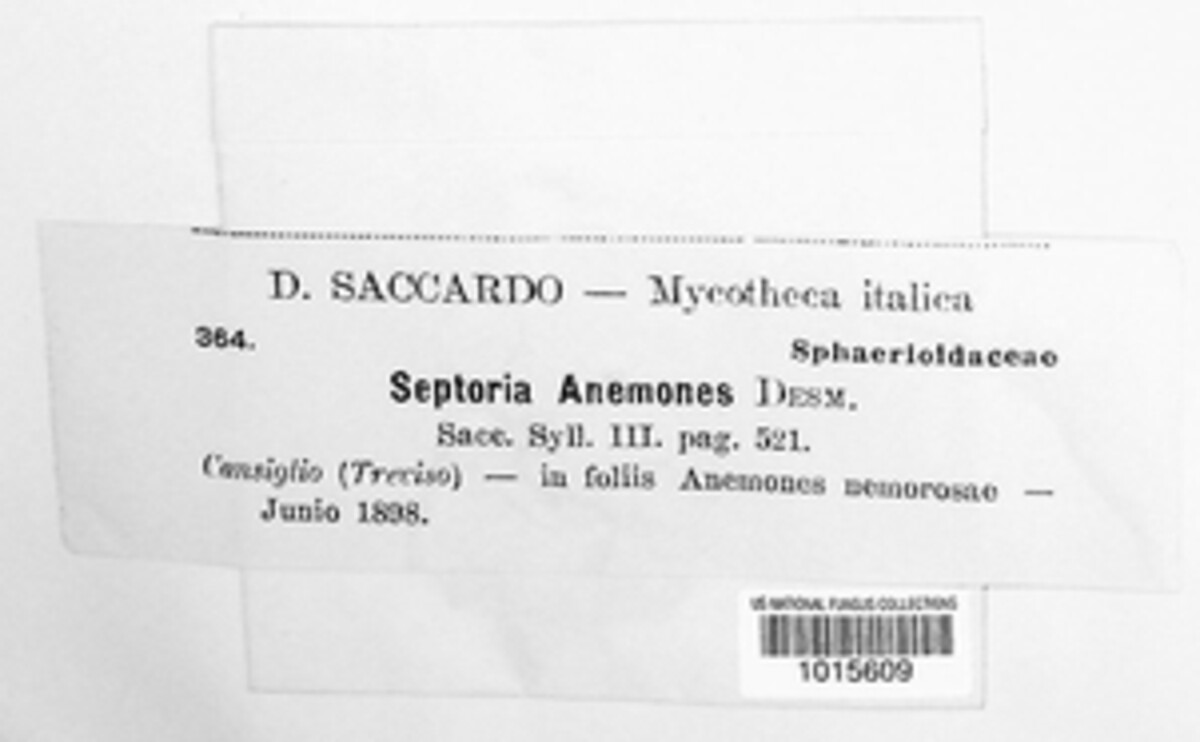 D. SACCARDO — Mycotheca italica
364.
Sphaerioidaceae
Septoria Anemones DESM.
Sacc. Syll. III. pag. 521.
Cansiglio (Treviso) — in foliis Anemones nemorosae —
Junio 1898.
US NATIONAL FUNGUS COLLECTIONS
1015609